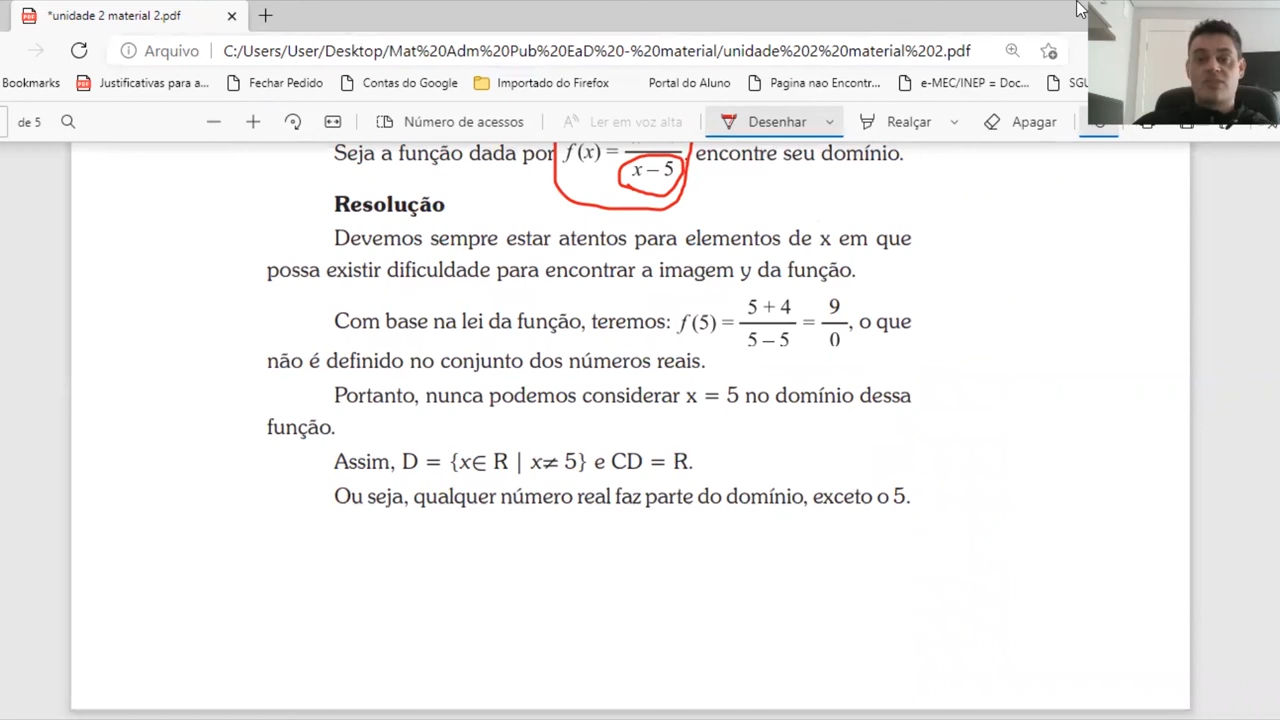 *unidade 2 material 2.pdf
Arquivo C:/Users/User/Desktop/Mat%20Adm%20Pub%20EaD%20-%20material/unidade%202%20material%202.pdf
Bookmarks Justificativas para a... Fechar Pedido Contas do Google Importado do Firefox Portal do Aluno Pagina nao Encontr... e-MEC/INEP = Doc...
de 5 Número de acessos Ler em voz alta Desenhar Realçar Apagar
Seja a função dada por f(x) = encontre seu domínio.
x – 5
Resolução
Devemos sempre estar atentos para elementos de x em que
possa existir dificuldade para encontrar a imagem y da função.
Com base na lei da função, teremos: f(5) = 5 + 4 / 5 – 5 = 9 / 0, o que
não é definido no conjunto dos números reais.
Portanto, nunca podemos considerar x = 5 no domínio dessa
função.
Assim, D = {x∈ R | x≠ 5} e CD = R.
Ou seja, qualquer número real faz parte do domínio, exceto o 5.